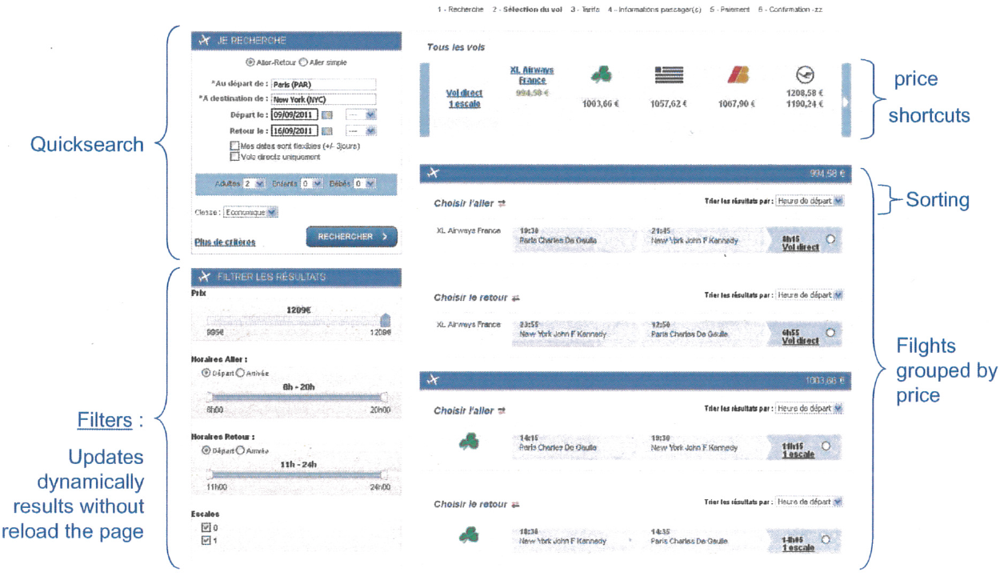 1 - Recherche 2 - Sélection du vol 3 - Tarifs 4 - Informations passager(s) 5 - Paiement 6 - Confirmation -zz
JE RECHERCHE
Aller-Retour Aller simple
*Au départ de : Paris (PAR)
*A destination de : New York (NYC)
Départ le : 09/09/2011 ---
Retour le : 16/09/2011 ---
Mes dates sont flexibles (+/- 3jours)
Vols directs uniquement
Adultes 2 Enfants 0 Bébés 0
Classe : Economique
Plus de critères
RECHERCHER >
Quicksearch
Tous les vols
XL Airways
France
Vol direct 994,58 € 1208,58 €
1 escale 1003,66 € 1057,62 € 1067,90 € 1190,24 €
price
shortcuts
FILTRER LES RÉSULTATS
Prix
1209€
995€ 1209€
Horaires Aller :
Départ Arrivée
8h - 20h
8h00 20h00
Horaires Retour :
Départ Arrivée
11h - 24h
11h00 24h00
Escales
0
1
Filters :
Updates
dynamically
results without
reload the page
994,58 €
Choisir l'aller
Trier les résultats par : Heure de départ
Sorting
XL Airways France
19:30
Paris Charles De Gaulle
21:45
New York John F Kennedy
8h15
Vol direct
Choisir le retour
Trier les résultats par : Heure de départ
XL Airways France
23:55
New York John F Kennedy
12:50
Paris Charles De Gaulle
6h55
Vol direct
1003,66 €
Choisir l'aller
Trier les résultats par : Heure de départ
14:15
Paris Charles De Gaulle
19:30
New York John F Kennedy
11h15
1 escale
Choisir le retour
Trier les résultats par : Heure de départ
18:30
New York John F Kennedy
14:35
Paris Charles De Gaulle
1 escale
Filghts
grouped by
price